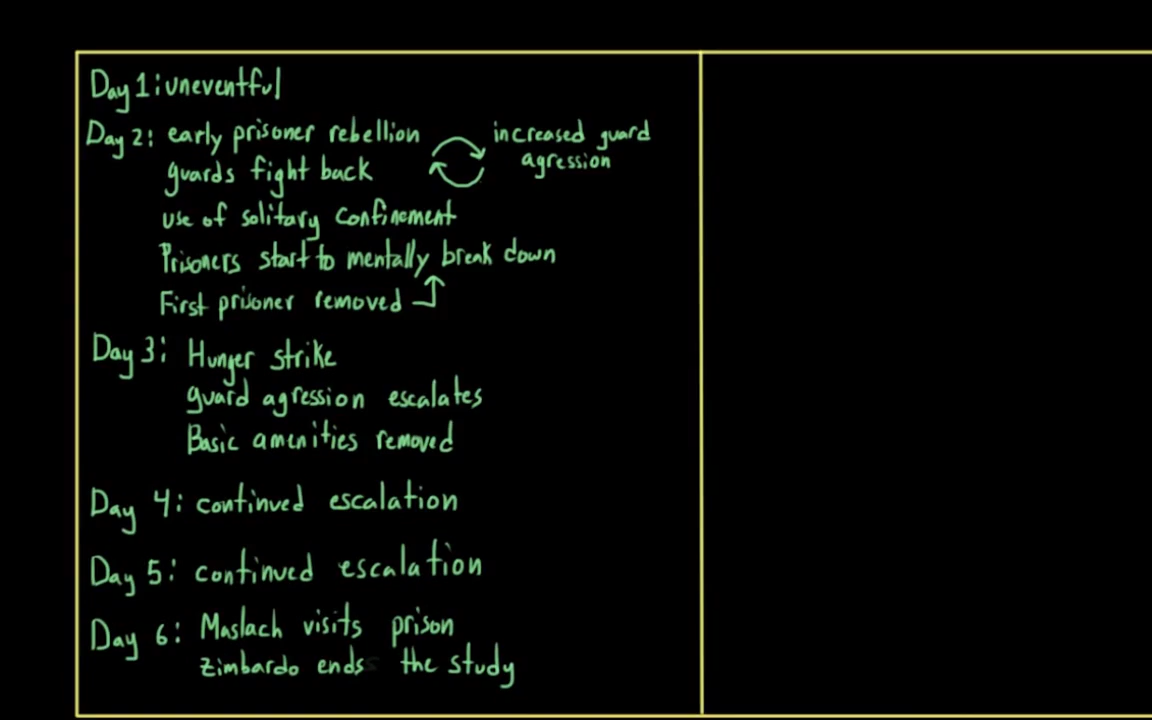 Day 1: uneventful
Day 2: early prisoner rebellion
increased guard
agression
guards fight back
use of solitary confinement
Prisoners start to mentally break down
First prisoner removed
Day 3: Hunger strike
guard agression escalates
Basic amenities removed
Day 4: continued escalation
Day 5: continued escalation
Day 6: Maslach visits prison
Zimbardo ends the study